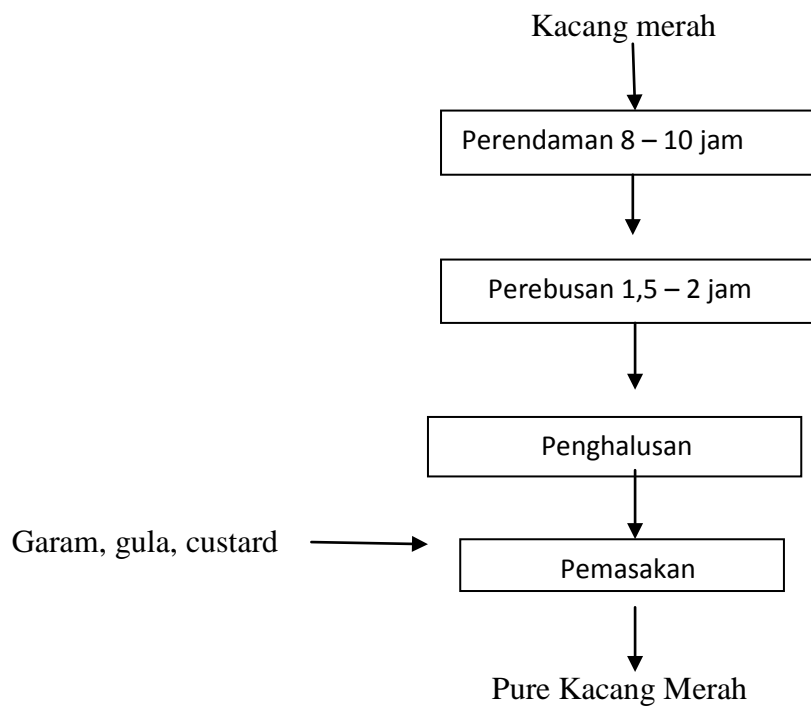 Kacang merah
Perendaman 8 – 10 jam
Perebusan 1,5 – 2 jam
Penghalusan
Garam, gula, custard
Pemasakan
Pure Kacang Merah